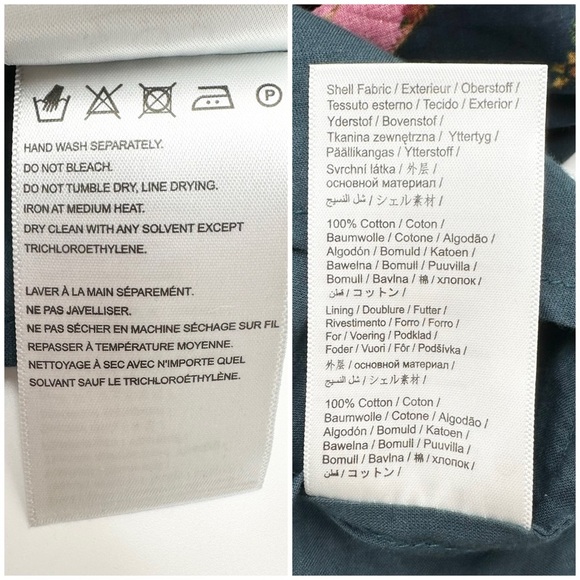 P
HAND WASH SEPARATELY.
DO NOT BLEACH.
DO NOT TUMBLE DRY, LINE DRYING.
IRON AT MEDIUM HEAT.
DRY CLEAN WITH ANY SOLVENT EXCEPT
TRICHLOROETHYLENE.
LAVER À LA MAIN SÉPARÉMENT.
NE PAS JAVELLISER.
NE PAS SÉCHER EN MACHINE SÉCHAGE SUR FIL
REPASSER À TEMPÉRATURE MOYENNE.
NETTOYAGE À SEC AVEC N'IMPORTE QUEL
SOLVANT SAUF LE TRICHLOROÉTHYLÈNE.
Shell Fabric / Exterieur / Oberstoff /
Tessuto esterno / Tecido / Exterior /
Yderstof / Bovenstof /
Tkanina zewnętrzna / Yttertyg /
Päällikangas / Ytterstoff /
Svrchní látka / 外层 /
основной материал /
شل النسيج / シェル素材 /
100% Cotton / Coton /
Baumwolle / Cotone / Algodão /
Algodón / Bomuld / Katoen /
Bawełna / Bomull / Puuvilla /
Bomull / Bavlna / 棉 / хлопок /
قطن / コットン /
Lining / Doublure / Futter /
Rivestimento / Forro / Forro /
For / Voering / Podklad /
Foder / Vuori / Fôr / Podšívka /
外层 / основной материал /
شل النسيج / シェル素材 /
100% Cotton / Coton /
Baumwolle / Cotone / Algodão /
Algodón / Bomuld / Katoen /
Bawełna / Bomull / Puuvilla /
Bomull / Bavlna / 棉 / хлопок /
قطن / コットン /